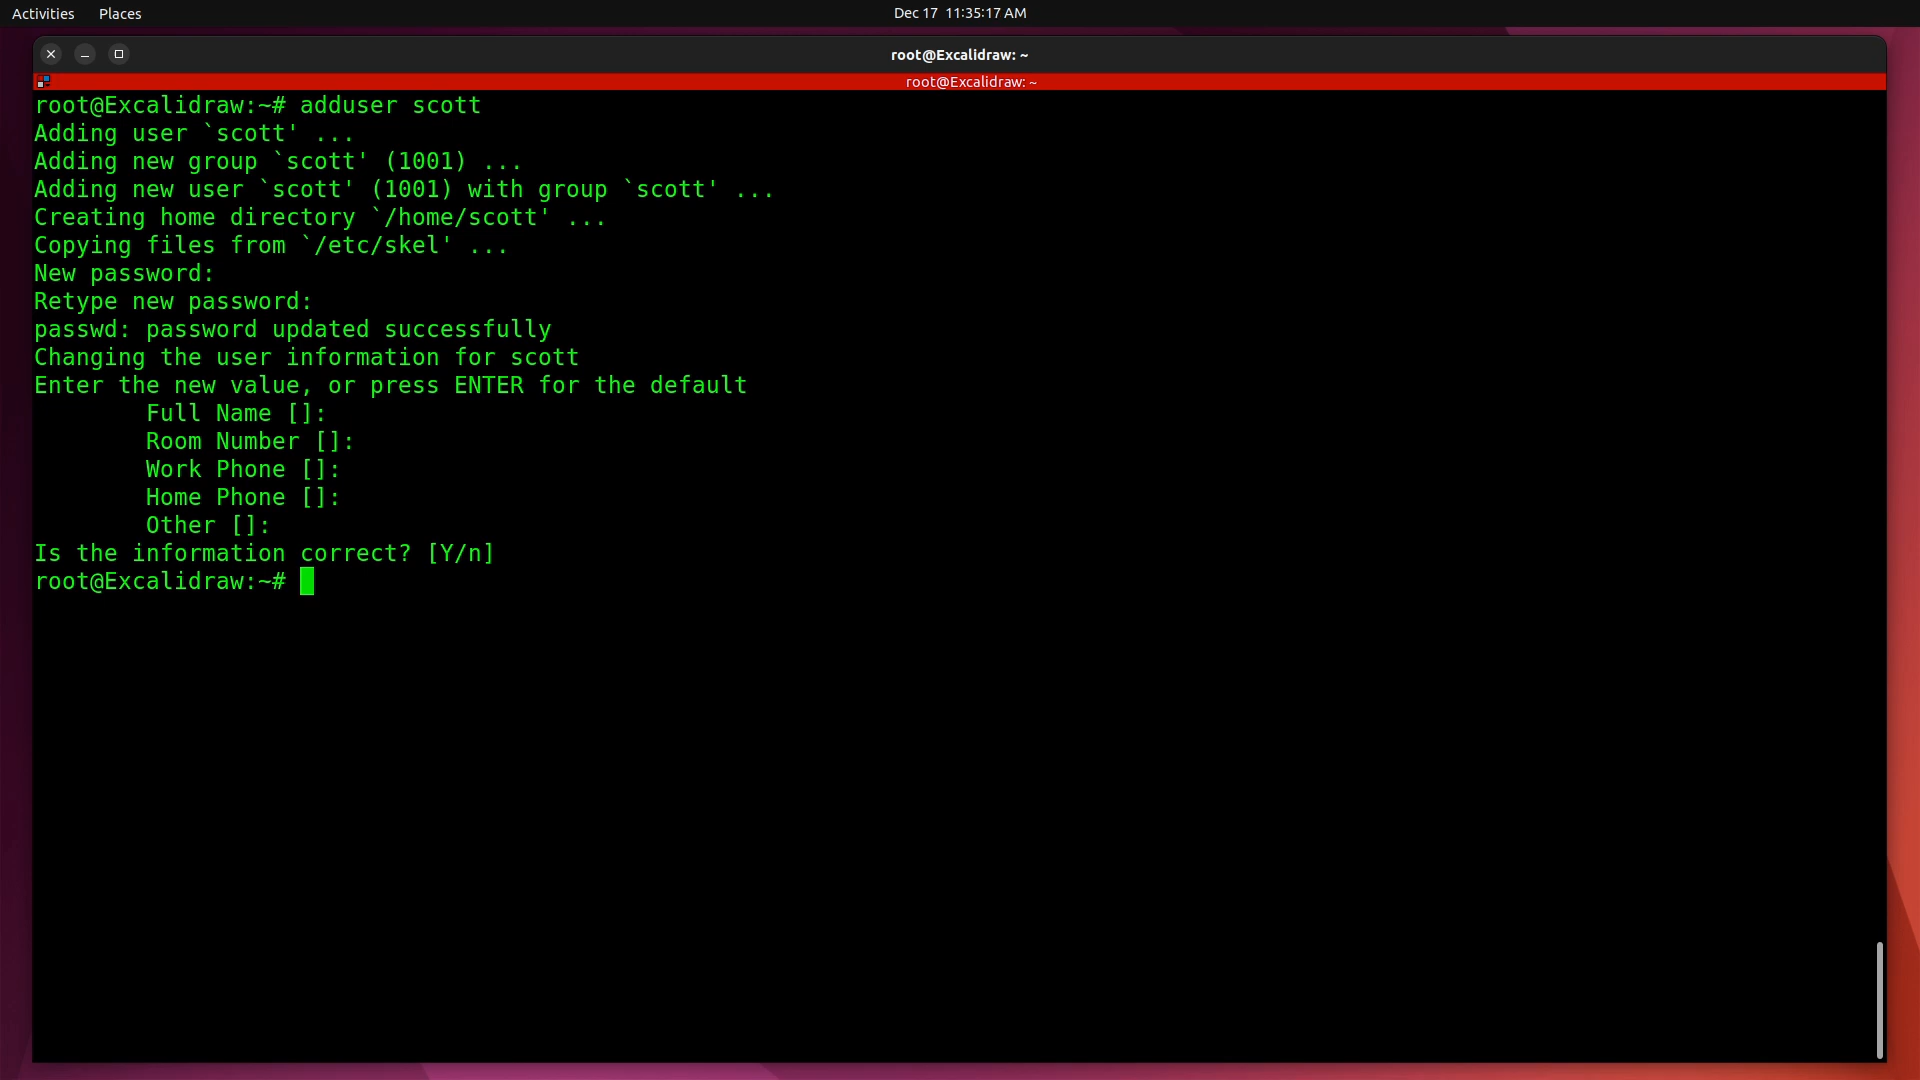 Activities Places Dec 17 11:35:17 AM
root@Excalidraw: ~
root@Excalidraw: ~
root@Excalidraw:~# adduser scott
Adding user `scott' ...
Adding new group `scott' (1001) ...
Adding new user `scott' (1001) with group `scott' ...
Creating home directory `/home/scott' ...
Copying files from `/etc/skel' ...
New password:
Retype new password:
passwd: password updated successfully
Changing the user information for scott
Enter the new value, or press ENTER for the default
        Full Name []:
        Room Number []:
        Work Phone []:
        Home Phone []:
        Other []:
Is the information correct? [Y/n]
root@Excalidraw:~#